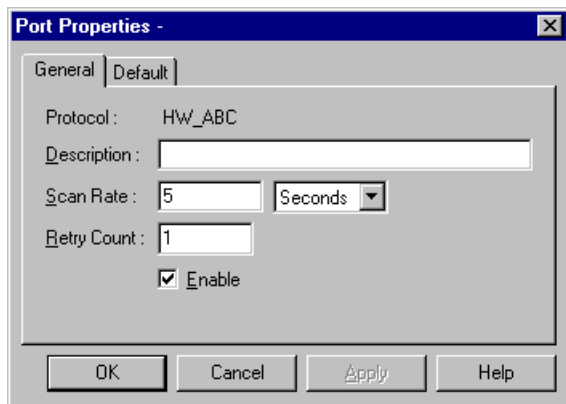 Port Properties -
General Default
Protocol : HW_ABC
Description :
Scan Rate : 5 Seconds
Retry Count : 1
Enable
OK Cancel Apply Help